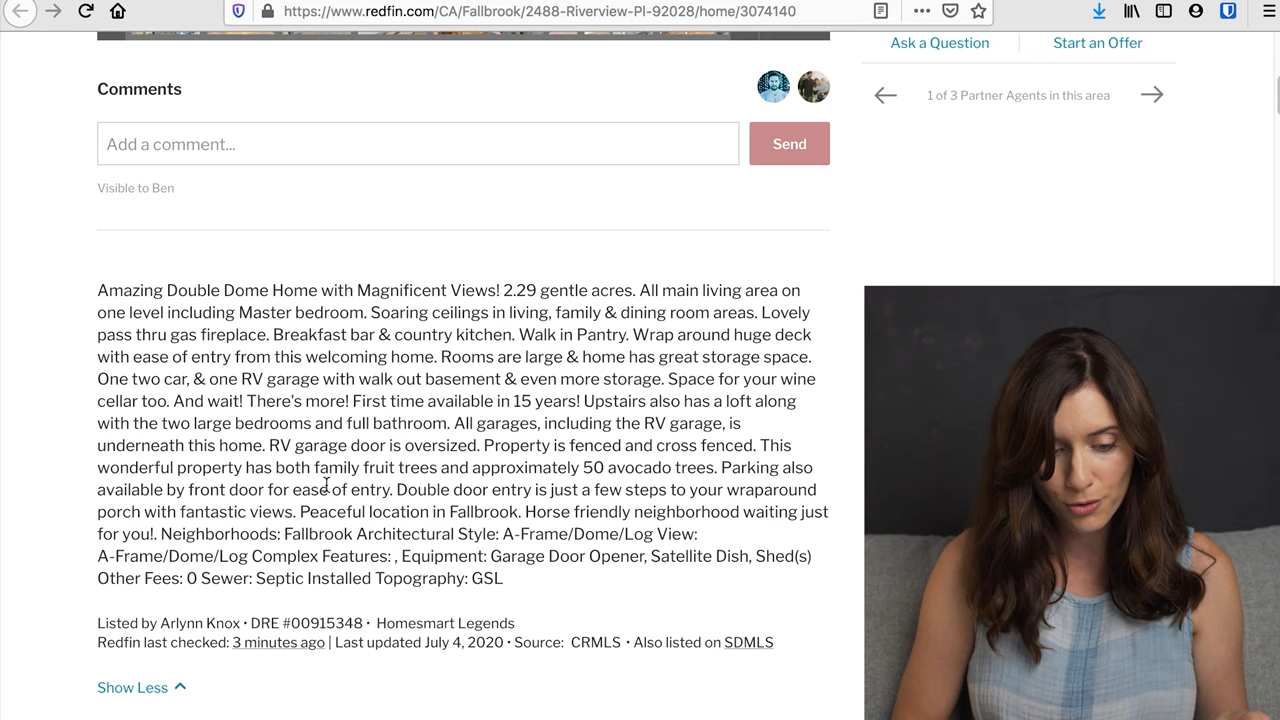 https://www.redfin.com/CA/Fallbrook/2488-Riverview-Pl-92028/home/3074140
Ask a Question
Start an Offer
1 of 3 Partner Agents in this area
Comments
Add a comment...
Send
Visible to Ben
Amazing Double Dome Home with Magnificent Views! 2.29 gentle acres. All main living area on
one level including Master bedroom. Soaring ceilings in living, family & dining room areas. Lovely
pass thru gas fireplace. Breakfast bar & country kitchen. Walk in Pantry. Wrap around huge deck
with ease of entry from this welcoming home. Rooms are large & home has great storage space.
One two car, & one RV garage with walk out basement & even more storage. Space for your wine
cellar too. And wait! There's more! First time available in 15 years! Upstairs also has a loft along
with the two large bedrooms and full bathroom. All garages, including the RV garage, is
underneath this home. RV garage door is oversized. Property is fenced and cross fenced. This
wonderful property has both family fruit trees and approximately 50 avocado trees. Parking also
available by front door for ease of entry. Double door entry is just a few steps to your wraparound
porch with fantastic views. Peaceful location in Fallbrook. Horse friendly neighborhood waiting just
for you!. Neighborhoods: Fallbrook Architectural Style: A-Frame/Dome/Log View:
A-Frame/Dome/Log Complex Features: , Equipment: Garage Door Opener, Satellite Dish, Shed(s)
Other Fees: 0 Sewer: Septic Installed Topography: GSL
Listed by Arlynn Knox • DRE #00915348 • Homesmart Legends
Redfin last checked: 3 minutes ago | Last updated July 4, 2020 • Source: CRMLS • Also listed on SDMLS
Show Less